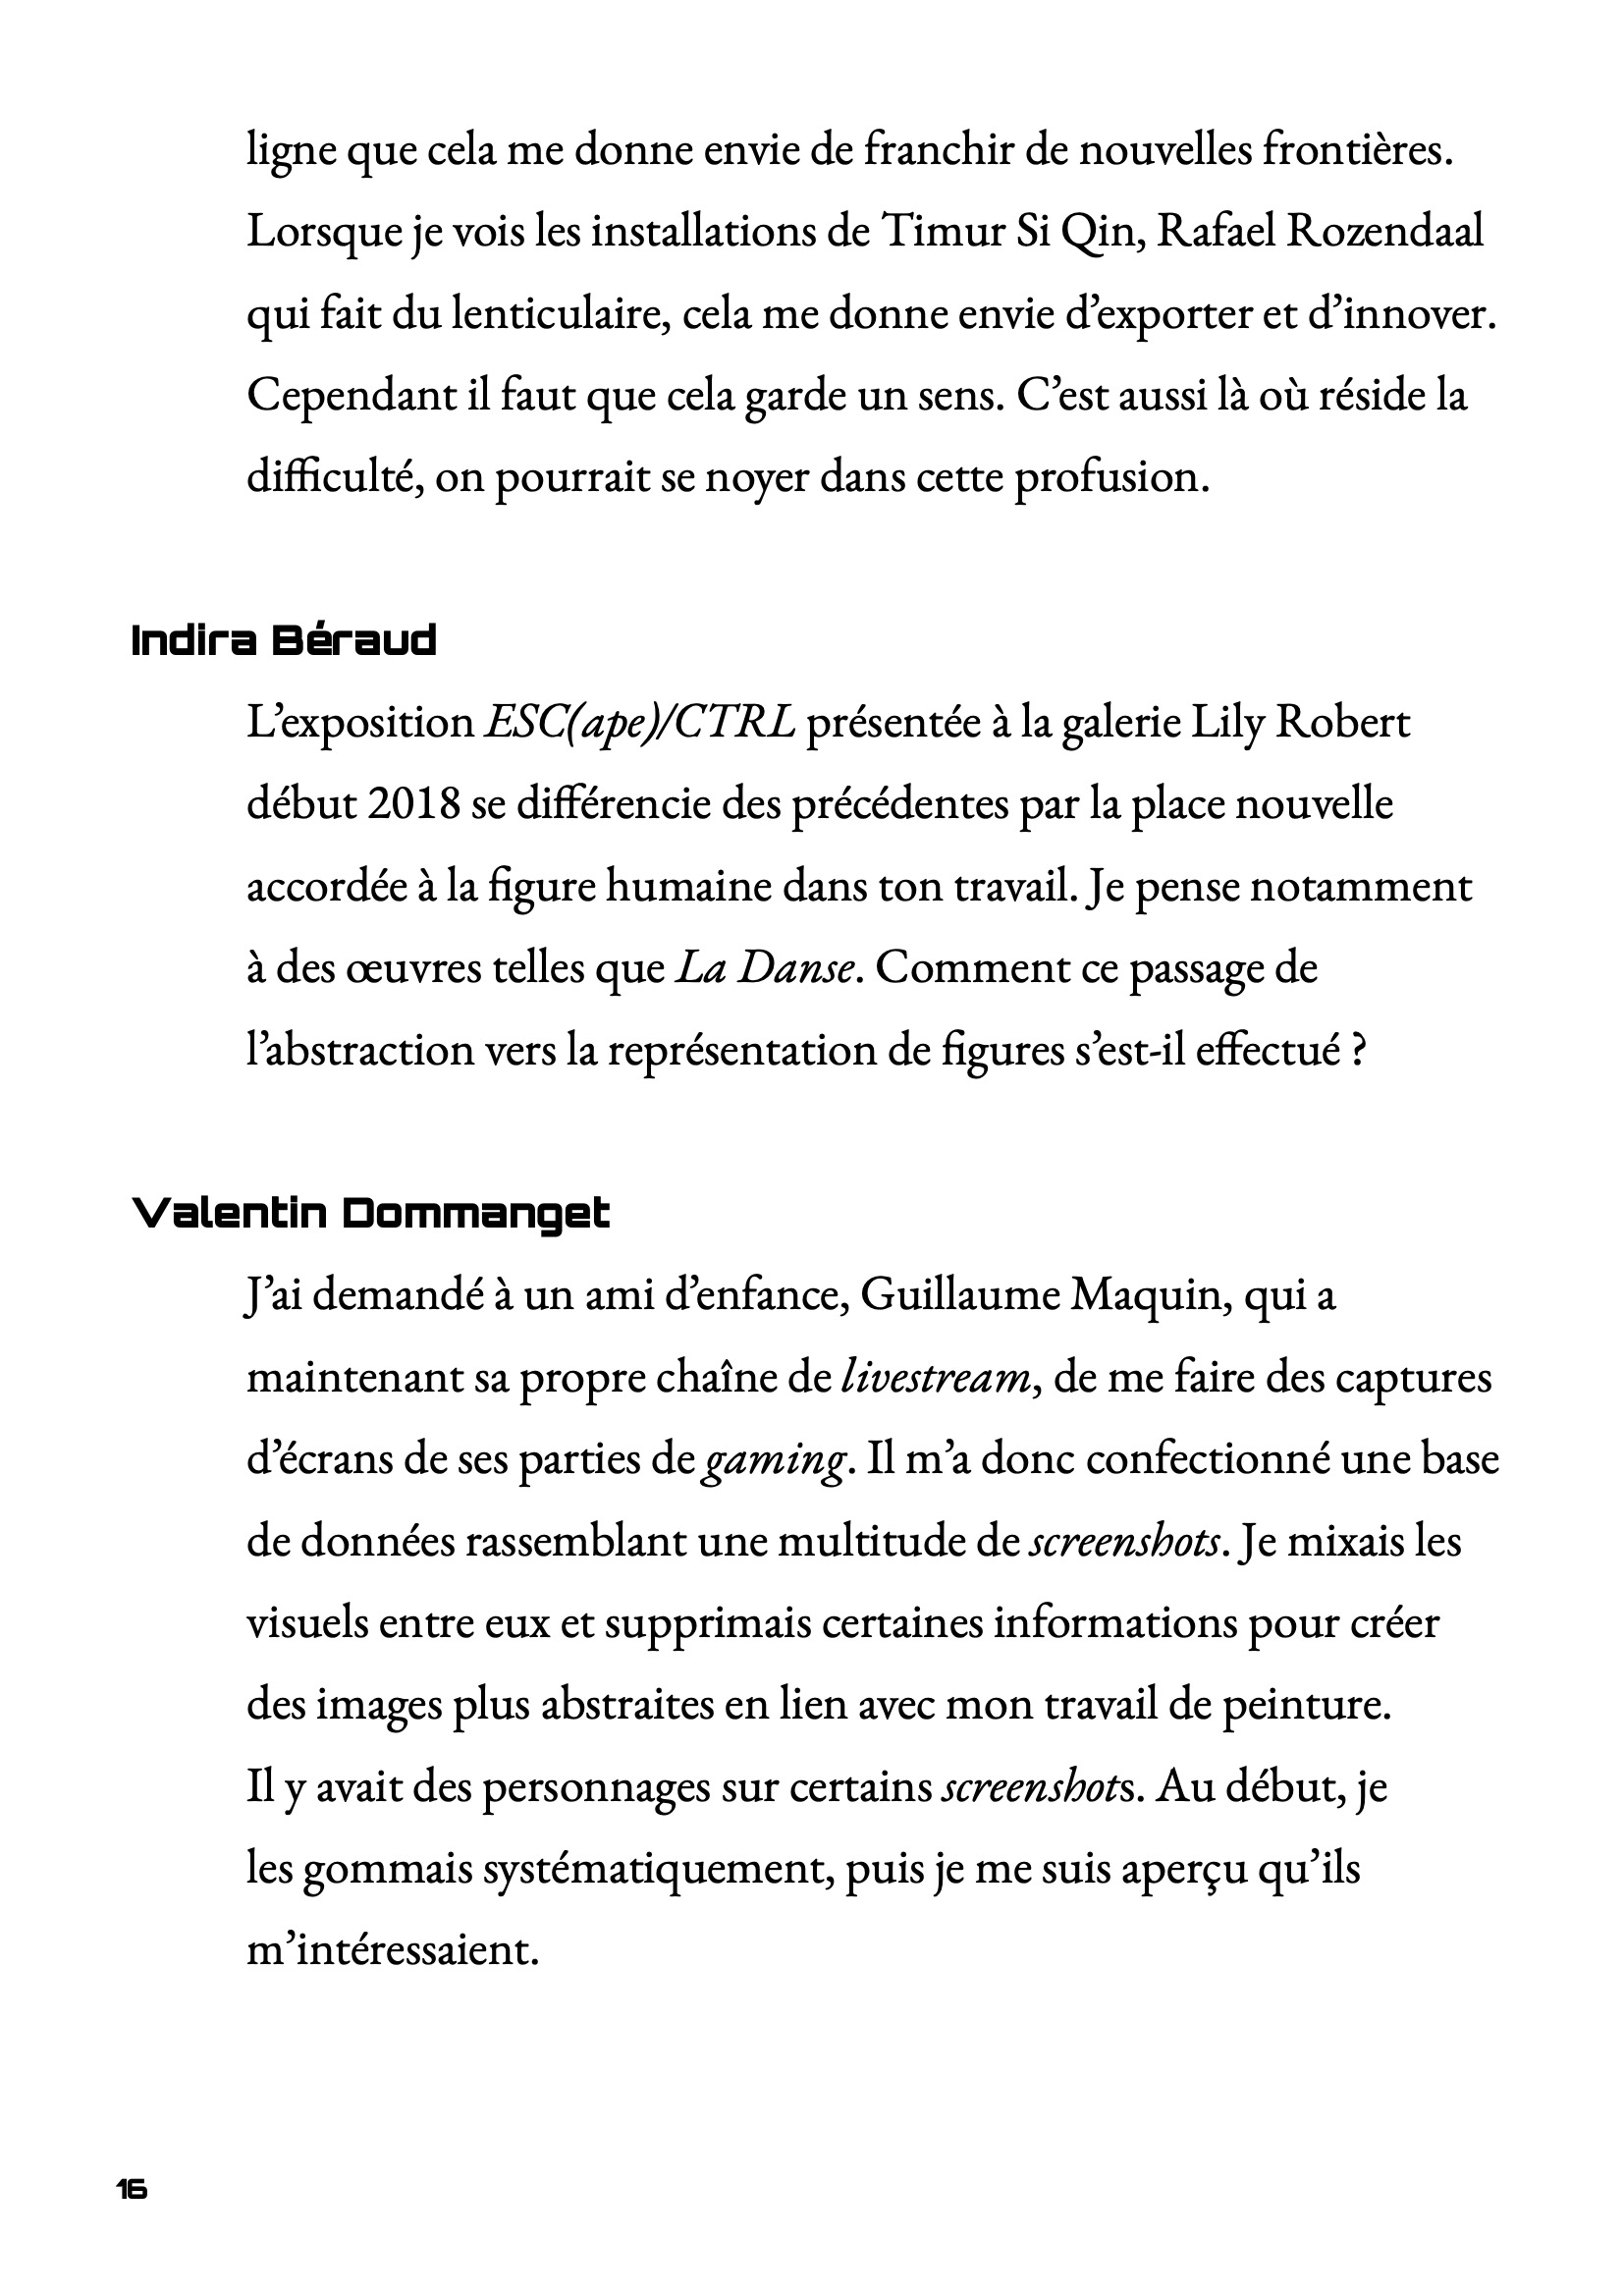 ligne que cela me donne envie de franchir de nouvelles frontières.
Lorsque je vois les installations de Timur Si Qin, Rafael Rozendaal
qui fait du lenticulaire, cela me donne envie d’exporter et d’innover.
Cependant il faut que cela garde un sens. C’est aussi là où réside la
difficulté, on pourrait se noyer dans cette profusion.
Indira Béraud
L’exposition ESC(ape)/CTRL présentée à la galerie Lily Robert
début 2018 se différencie des précédentes par la place nouvelle
accordée à la figure humaine dans ton travail. Je pense notamment
à des œuvres telles que La Danse. Comment ce passage de
l’abstraction vers la représentation de figures s’est-il effectué ?
Valentin Dommanget
J’ai demandé à un ami d’enfance, Guillaume Maquin, qui a
maintenant sa propre chaîne de livestream, de me faire des captures
d’écrans de ses parties de gaming. Il m’a donc confectionné une base
de données rassemblant une multitude de screenshots. Je mixais les
visuels entre eux et supprimais certaines informations pour créer
des images plus abstraites en lien avec mon travail de peinture.
Il y avait des personnages sur certains screenshots. Au début, je
les gommais systématiquement, puis je me suis aperçu qu’ils
m’intéressaient.
16